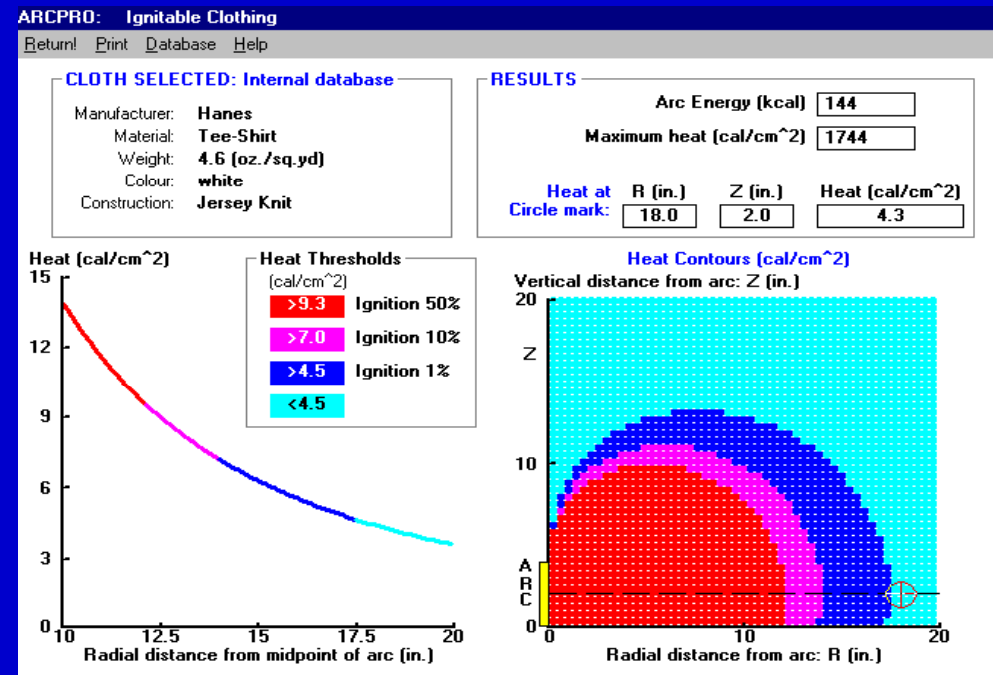 ARCPRO: Ignitable Clothing
Return! Print Database Help
CLOTH SELECTED: Internal database
Manufacturer: Hanes
Material: Tee-Shirt
Weight: 4.6 (oz./sq.yd)
Colour: white
Construction: Jersey Knit
RESULTS
Arc Energy (kcal) 144
Maximum heat (cal/cm^2) 1744
Heat at R (in.) Z (in.) Heat (cal/cm^2)
Circle mark: 18.0 2.0 4.3
Heat (cal/cm^2)
15
12
9
6
3
0
10 12.5 15 17.5 20
Radial distance from midpoint of arc (in.)
Heat Thresholds
(cal/cm^2)
>9.3 Ignition 50%
>7.0 Ignition 10%
>4.5 Ignition 1%
<4.5
Heat Contours (cal/cm^2)
Vertical distance from arc: Z (in.)
20
Z
10
A
R
C
0
0 10 20
Radial distance from arc: R (in.)